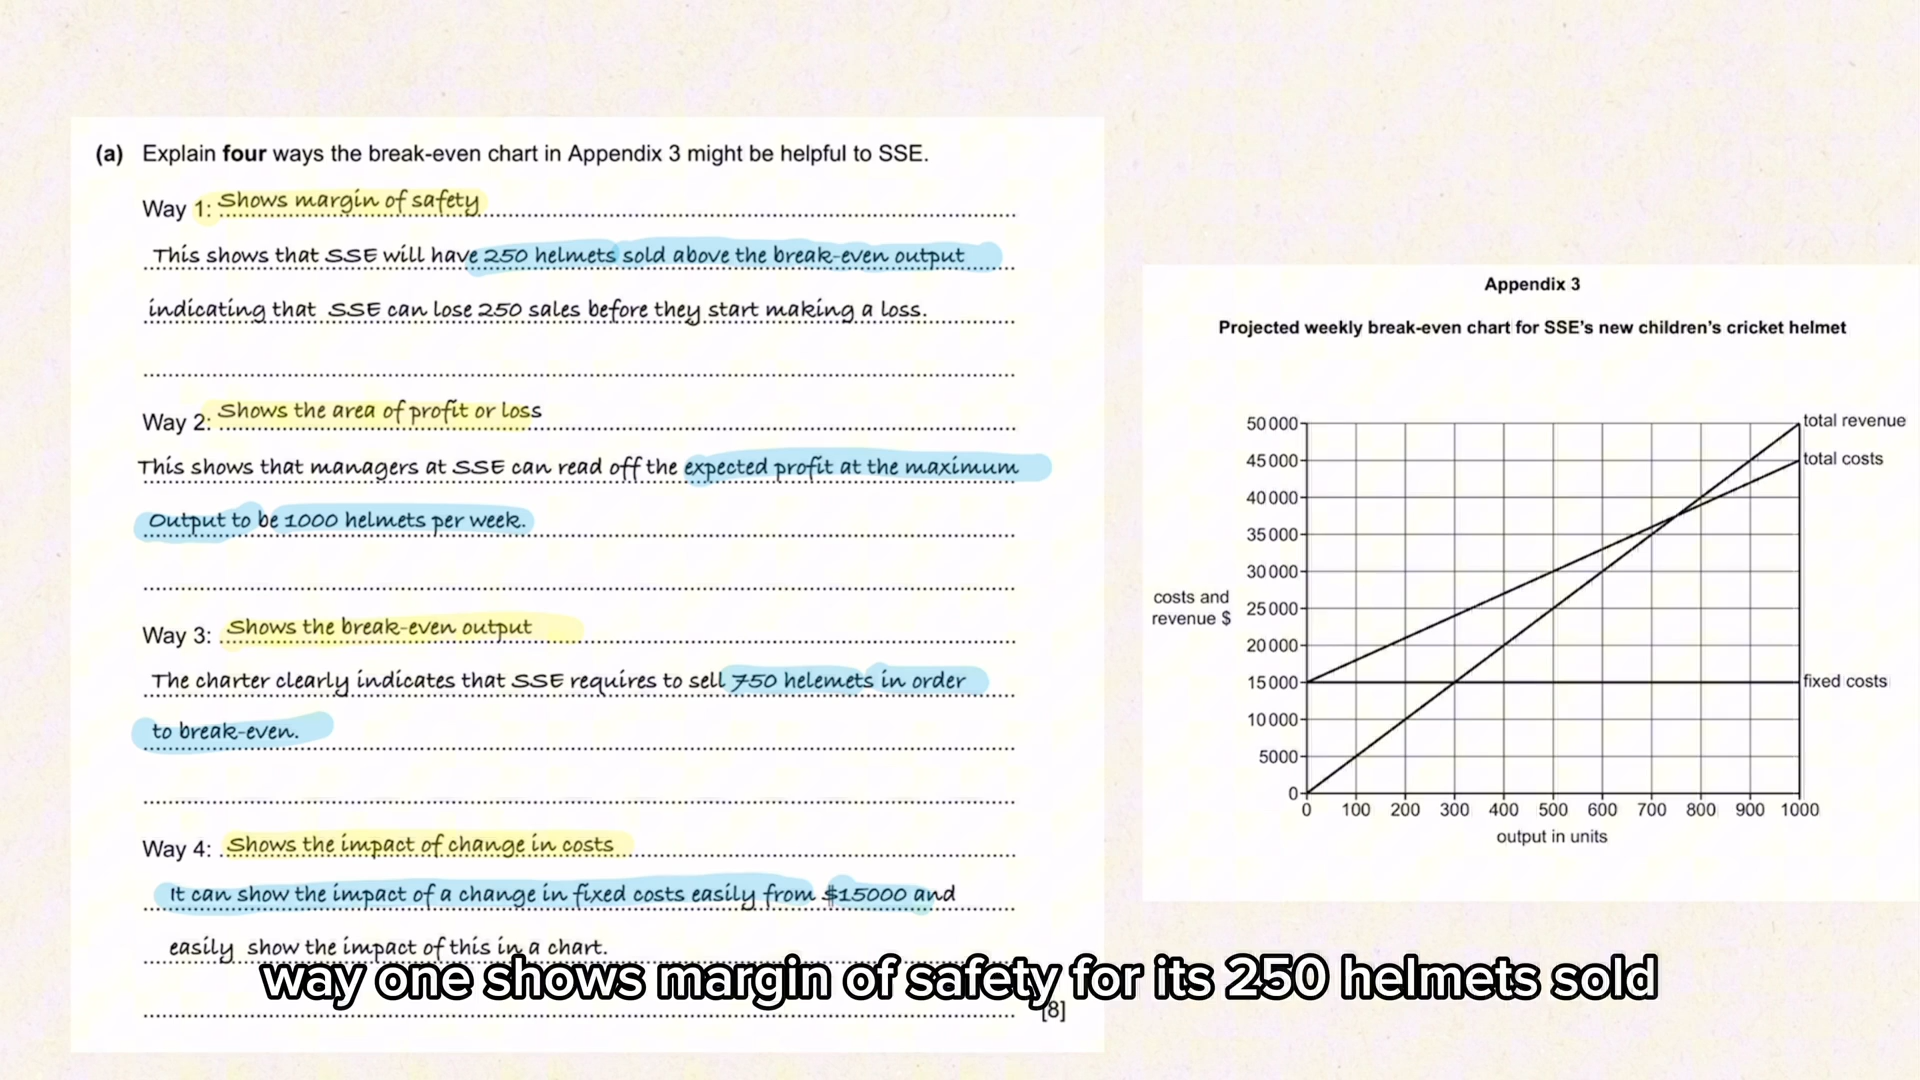 (a) Explain four ways the break-even chart in Appendix 3 might be helpful to SSE.
Way 1: Shows margin of safety
This shows that SSE will have 250 helmets sold above the break-even output
indicating that SSE can lose 250 sales before they start making a loss.
Way 2: Shows the area of profit or loss
This shows that managers at SSE can read off the expected profit at the maximum
Output to be 1000 helmets per week.
Way 3: Shows the break-even output
The charter clearly indicates that SSE requires to sell 750 helemets in order
to break-even.
Way 4: Shows the impact of change in costs
It can show the impact of a change in fixed costs easily from $15000 and
easily show the impact of this in a chart.
[8]
Appendix 3
Projected weekly break-even chart for SSE's new children's cricket helmet
50 000
total revenue
45 000
total costs
40 000
35 000
30 000
costs and
revenue $
25 000
20 000
15 000
fixed costs
10 000
5000
0
0 100 200 300 400 500 600 700 800 900 1000
output in units
way one shows margin of safety for its 250 helmets sold